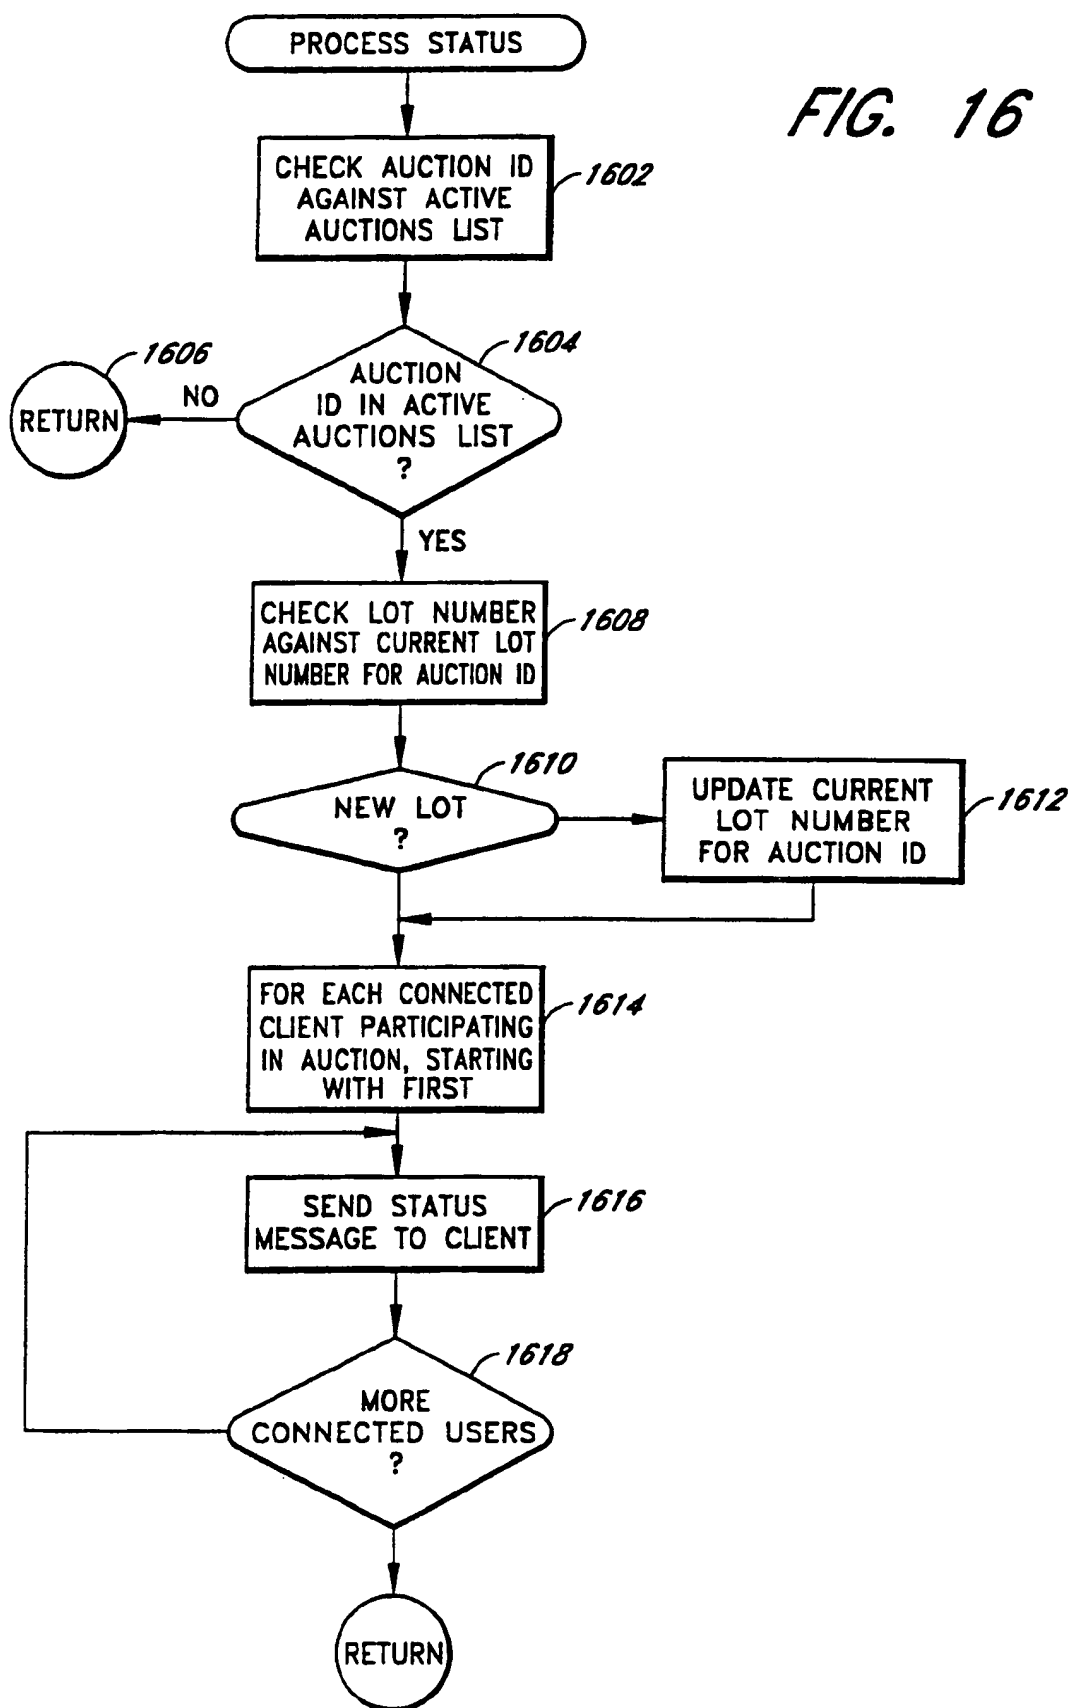 PROCESS STATUS
FIG. 16
CHECK AUCTION ID
AGAINST ACTIVE
AUCTIONS LIST
1602
1604
AUCTION
ID IN ACTIVE
AUCTIONS LIST
?
1606
NO
RETURN
YES
CHECK LOT NUMBER
AGAINST CURRENT LOT
NUMBER FOR AUCTION ID
1608
1610
NEW LOT
?
UPDATE CURRENT
LOT NUMBER
FOR AUCTION ID
1612
FOR EACH CONNECTED
CLIENT PARTICIPATING
IN AUCTION, STARTING
WITH FIRST
1614
SEND STATUS
MESSAGE TO CLIENT
1616
1618
MORE
CONNECTED USERS
?
RETURN